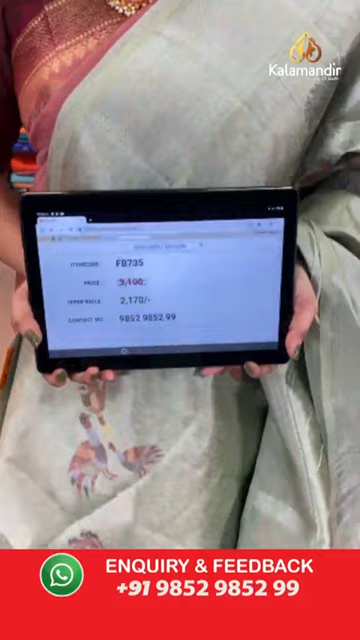 Kalamandir
ITEMCODE: FB735
PRICE 3,100
OFFER PRICE 2,170/-
CONTACT NO 9852 9852 99
ENQUIRY & FEEDBACK
+91 9852 9852 99